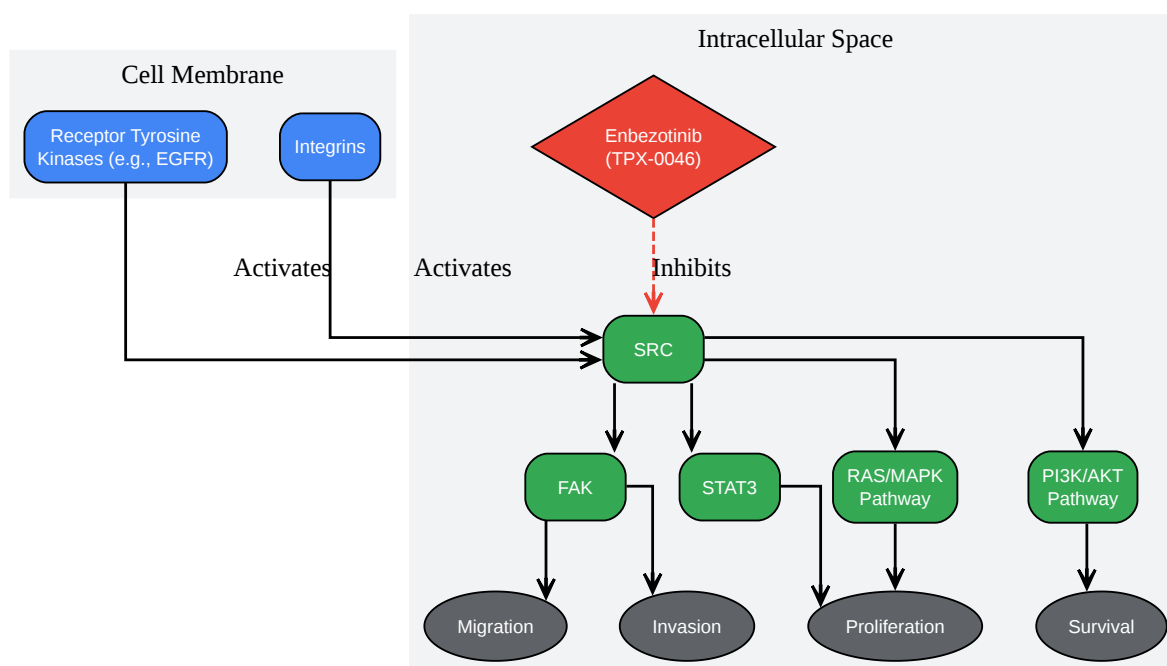 Intracellular Space
Cell Membrane
Receptor Tyrosine
Kinases (e.g., EGFR)
Integrins
Enbezotinib
(TPX-0046)
Activates
Activates
Inhibits
SRC
FAK
STAT3
RAS/MAPK
Pathway
PI3K/AKT
Pathway
Migration
Invasion
Proliferation
Survival